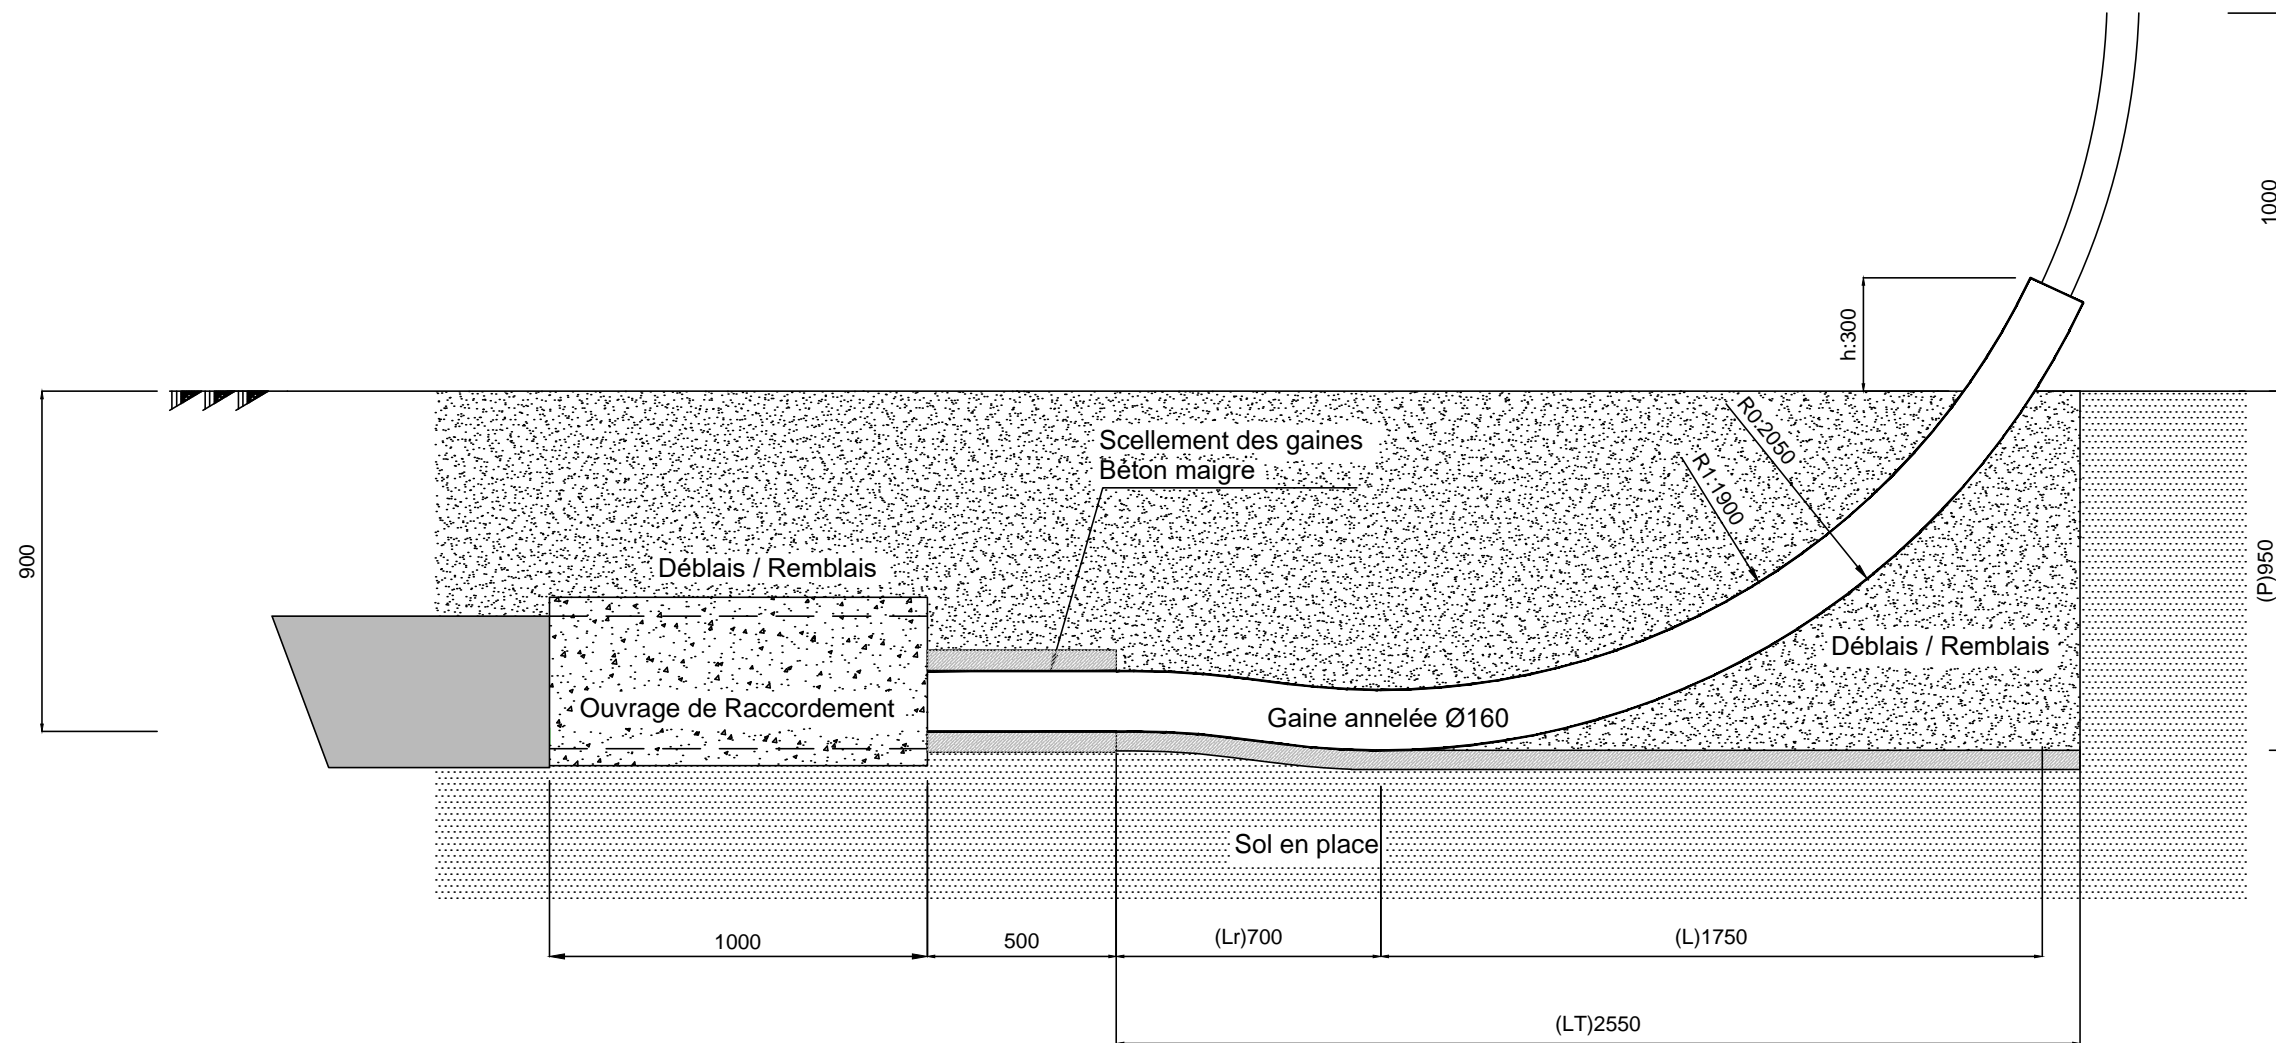 1000
h:300
R0:2050
Scellement des gaines
Béton maigre
R1:1900
900
Déblais / Remblais
(P)950
Déblais / Remblais
Ouvrage de Raccordement
Gaine annelée Ø160
Sol en place
1000
500
(Lr)700
(L)1750
(LT)2550